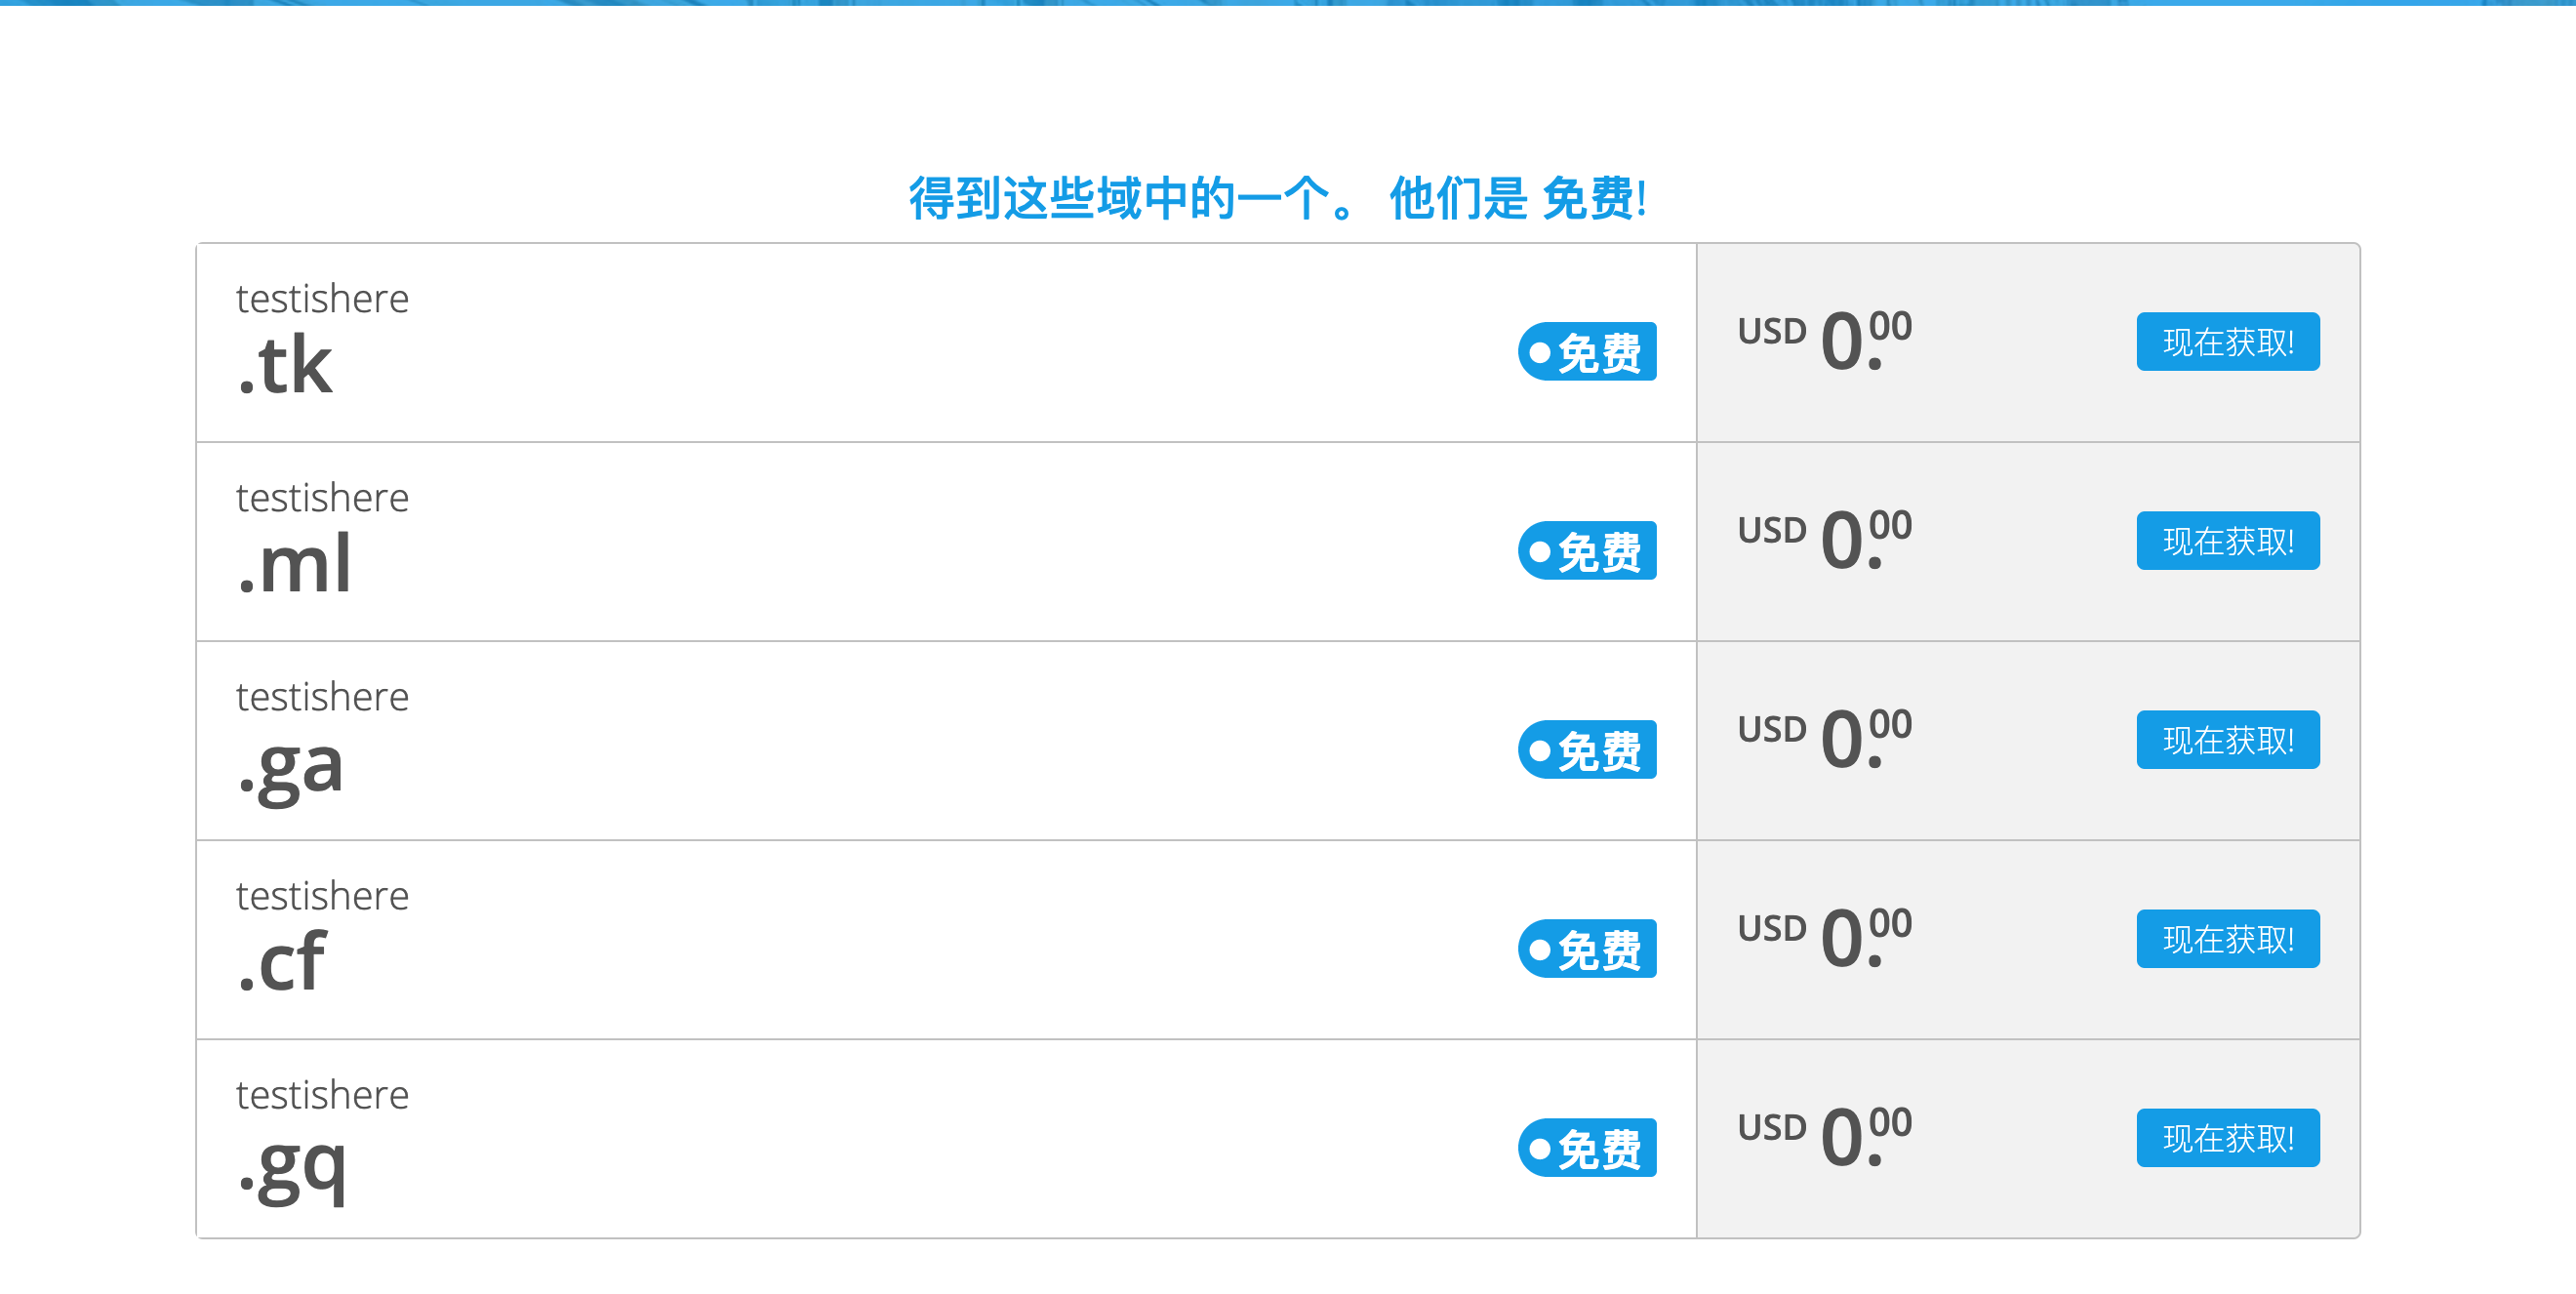 得到这些域中的一个。 他们是 免费!
testishere
.tk
免费
USD 0.00
现在获取!
testishere
.ml
免费
USD 0.00
现在获取!
testishere
.ga
免费
USD 0.00
现在获取!
testishere
.cf
免费
USD 0.00
现在获取!
testishere
.gq
免费
USD 0.00
现在获取!